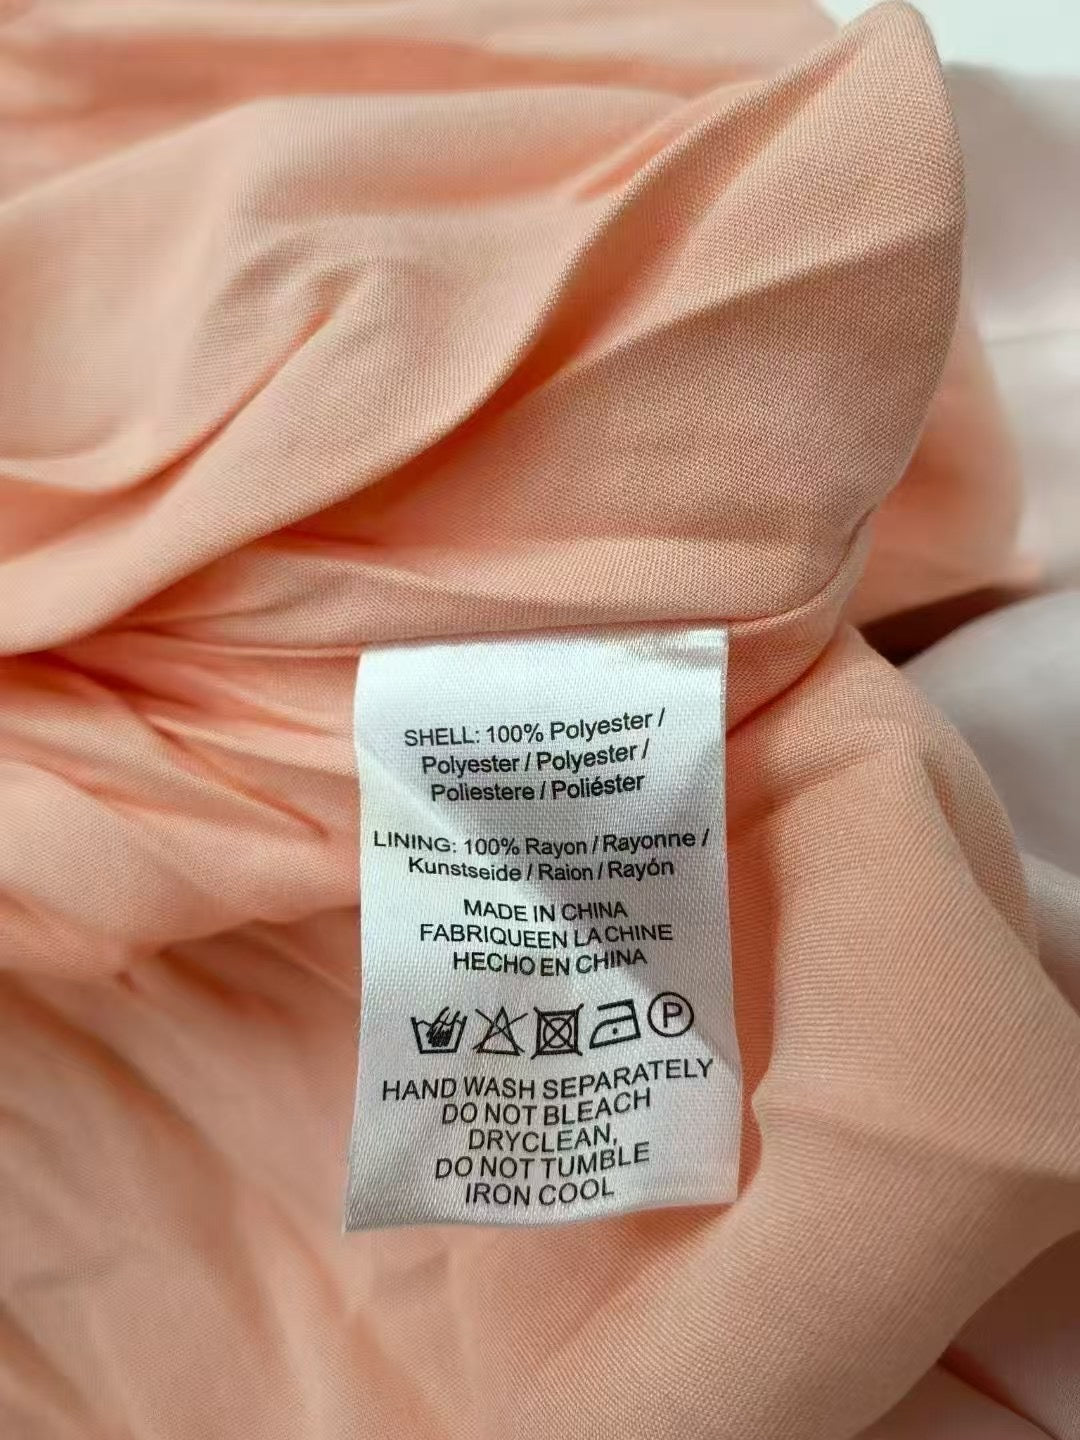 SHELL: 100% Polyester /
Polyester / Polyester /
Poliestere / Poliéster
LINING: 100% Rayon / Rayonne /
Kunstseide / Raion / Rayón
MADE IN CHINA
FABRIQUEEN LA CHINE
HECHO EN CHINA
P
HAND WASH SEPARATELY
DO NOT BLEACH
DRYCLEAN,
DO NOT TUMBLE
IRON COOL